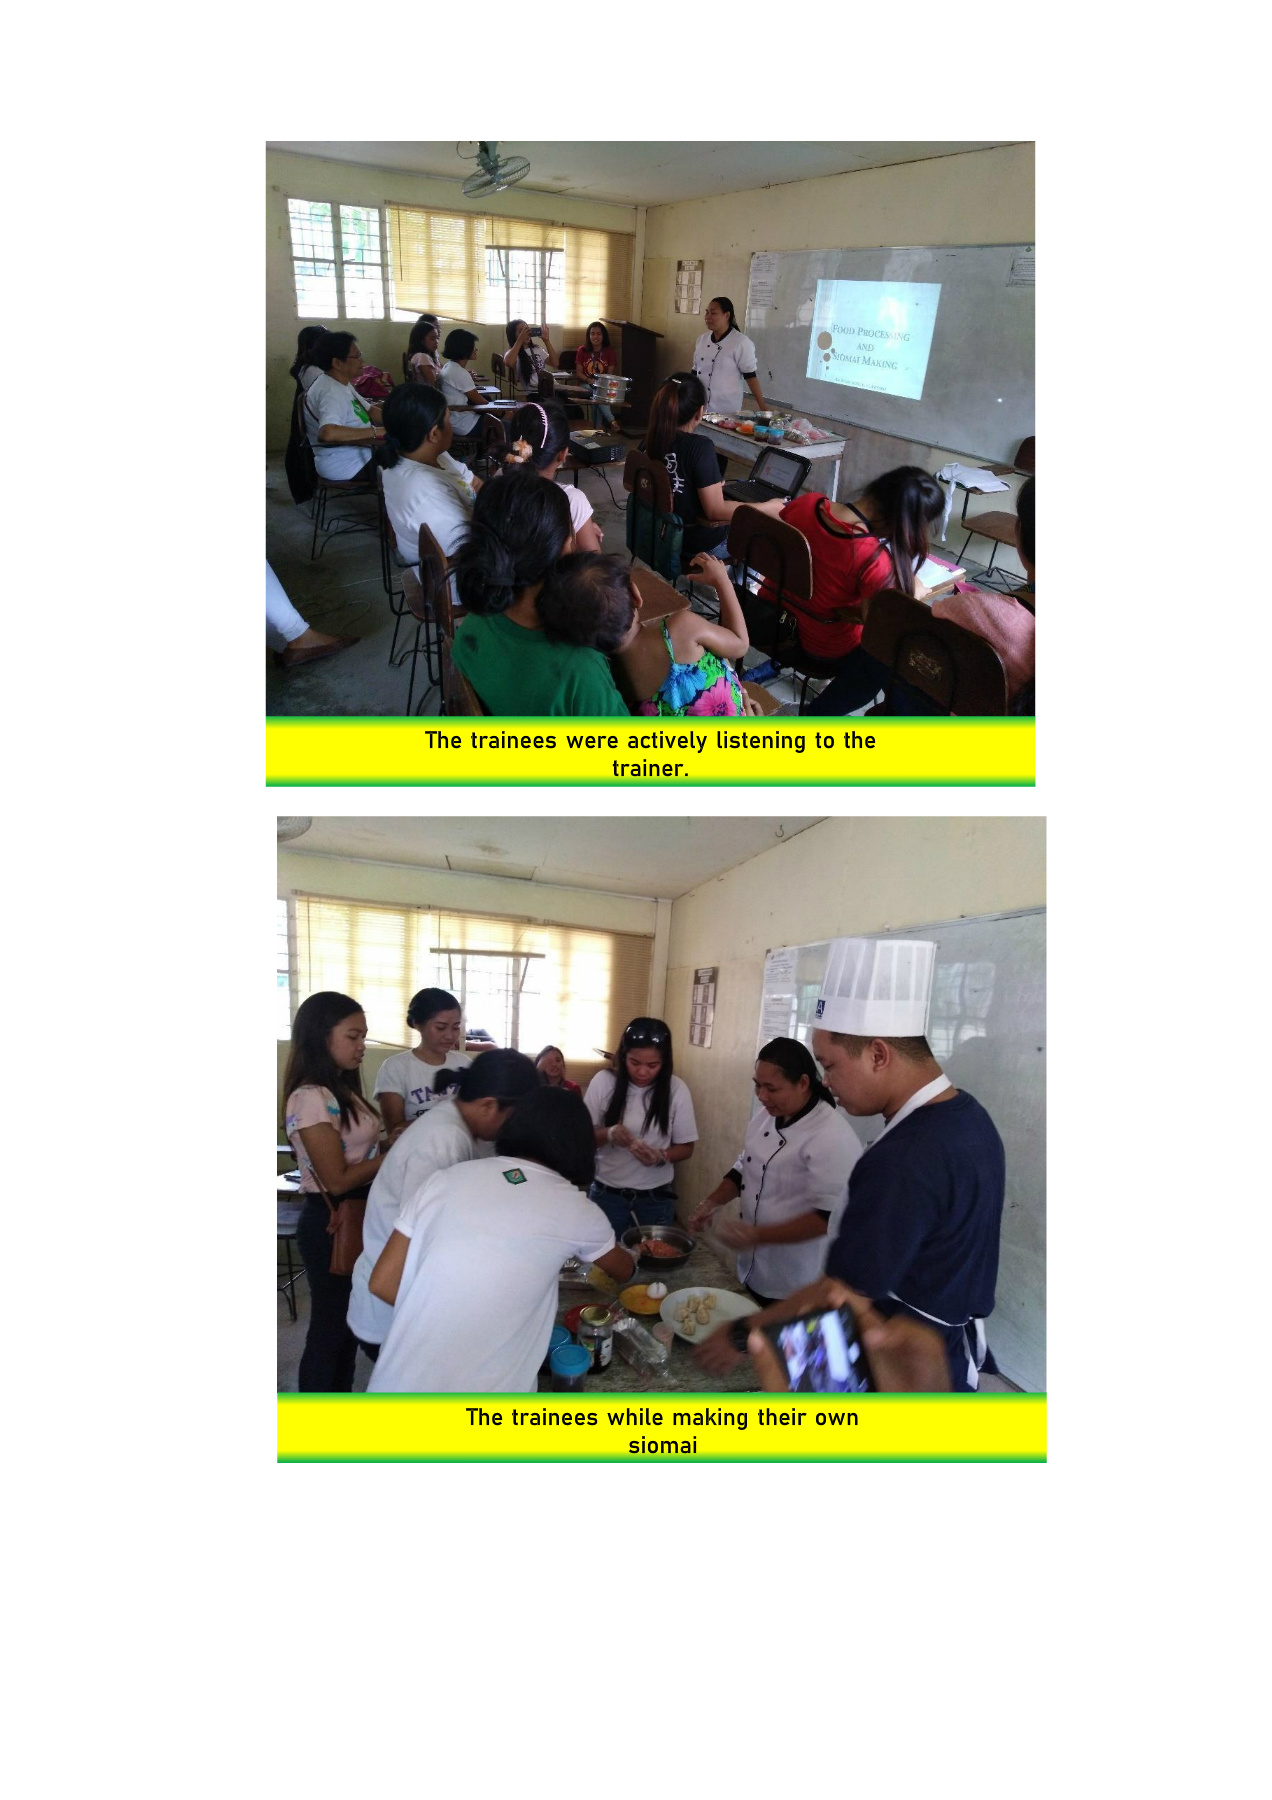 FOOD PROCESSING
AND
SIOMAI MAKING
The trainees were actively listening to the
trainer.
TA
The trainees while making their own
siomai